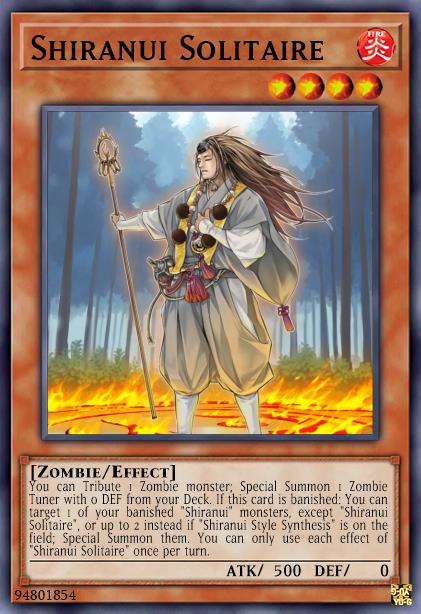 SHIRANUI SOLITAIRE
FIRE
炎
[ZOMBIE/EFFECT]
You can Tribute 1 Zombie monster; Special Summon 1 Zombie
Tuner with 0 DEF from your Deck. If this card is banished: You can
target 1 of your banished "Shiranui" monsters, except "Shiranui
Solitaire", or up to 2 instead if "Shiranui Style Synthesis" is on the
field; Special Summon them. You can only use each effect of
"Shiranui Solitaire" once per turn.
ATK/ 500 DEF/ 0
94801854